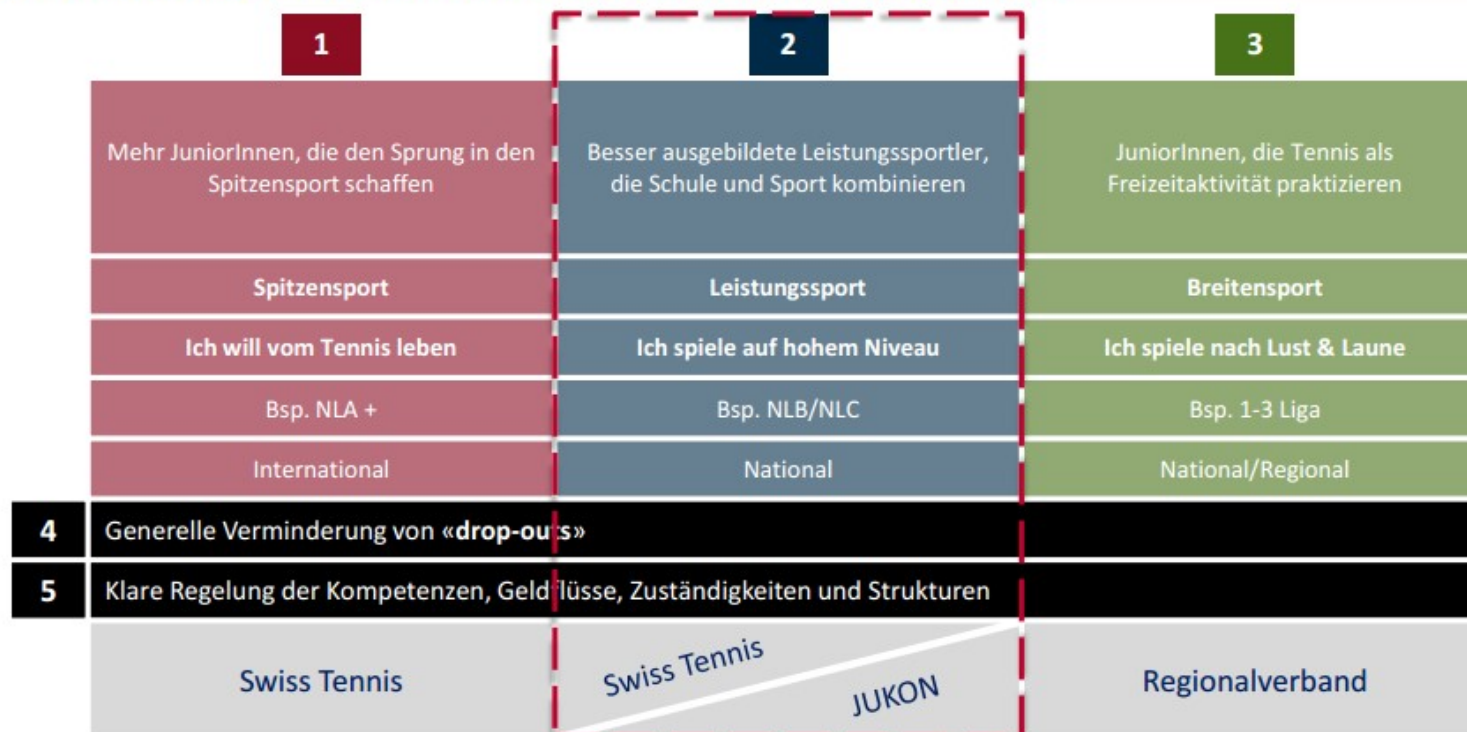 1
2
3
Mehr JuniorInnen, die den Sprung in den
Spitzensport schaffen
Besser ausgebildete Leistungssportler,
die Schule und Sport kombinieren
JuniorInnen, die Tennis als
Freizeitaktivität praktizieren
Spitzensport
Leistungssport
Breitensport
Ich will vom Tennis leben
Ich spiele auf hohem Niveau
Ich spiele nach Lust & Laune
Bsp. NLA +
Bsp. NLB/NLC
Bsp. 1-3 Liga
International
National
National/Regional
4
Generelle Verminderung von «drop-outs»
5
Klare Regelung der Kompetenzen, Geldflüsse, Zuständigkeiten und Strukturen
Swiss Tennis
Swiss Tennis
JUKON
Regionalverband